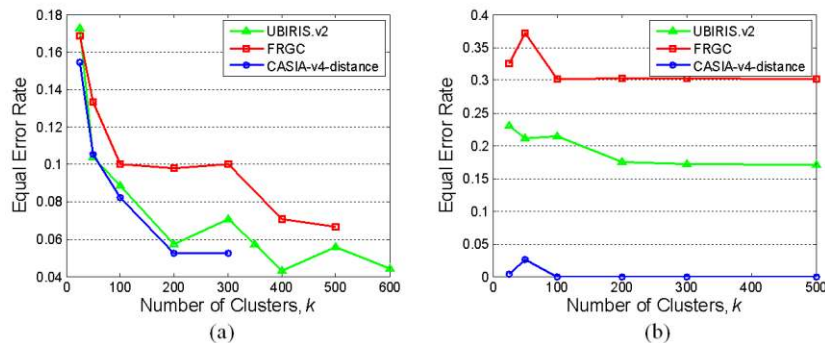 0.18
0.16
0.14
0.12
0.1
0.08
0.06
0.04
0 100 200 300 400 500 600
Equal Error Rate
Number of Clusters, k
UBIRIS.v2
FRGC
CASIA-v4-distance
(a)
0.4
0.35
0.3
0.25
0.2
0.15
0.1
0.05
0
0 100 200 300 400 500
Equal Error Rate
Number of Clusters, k
UBIRIS.v2
FRGC
CASIA-v4-distance
(b)